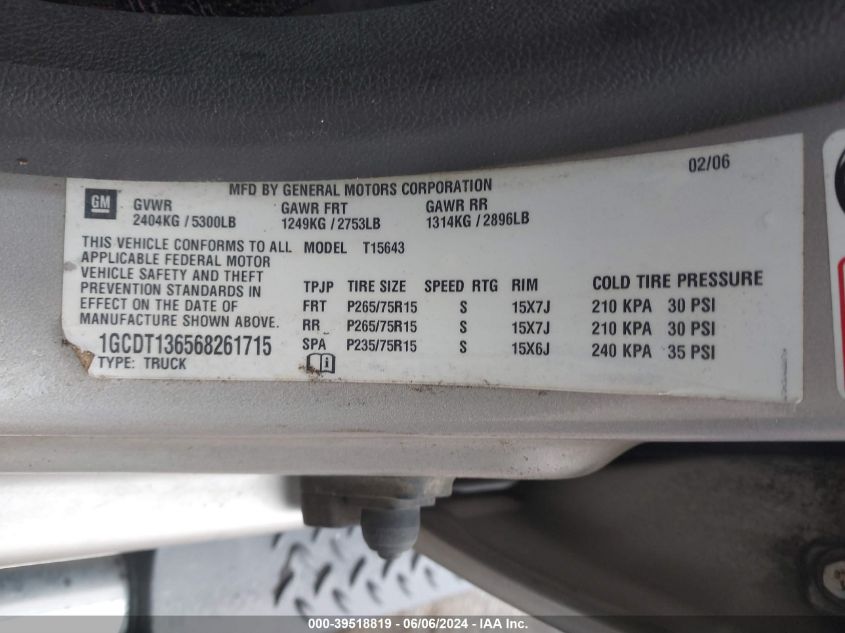 02/06
MFD BY GENERAL MOTORS CORPORATION
GM
GVWR GAWR FRT GAWR RR
2404KG / 5300LB 1249KG / 2753LB 1314KG / 2896LB
THIS VEHICLE CONFORMS TO ALL
APPLICABLE FEDERAL MOTOR
VEHICLE SAFETY AND THEFT
PREVENTION STANDARDS IN
EFFECT ON THE DATE OF
MANUFACTURE SHOWN ABOVE.
1GCDT136568261715
TYPE: TRUCK
MODEL T15643
TPJP TIRE SIZE SPEED RTG RIM COLD TIRE PRESSURE
FRT P265/75R15 S 15X7J 210 KPA 30 PSI
RR P265/75R15 S 15X7J 210 KPA 30 PSI
SPA P235/75R15 S 15X6J 240 KPA 35 PSI
000-39518819 - 06/06/2024 - IAA Inc.